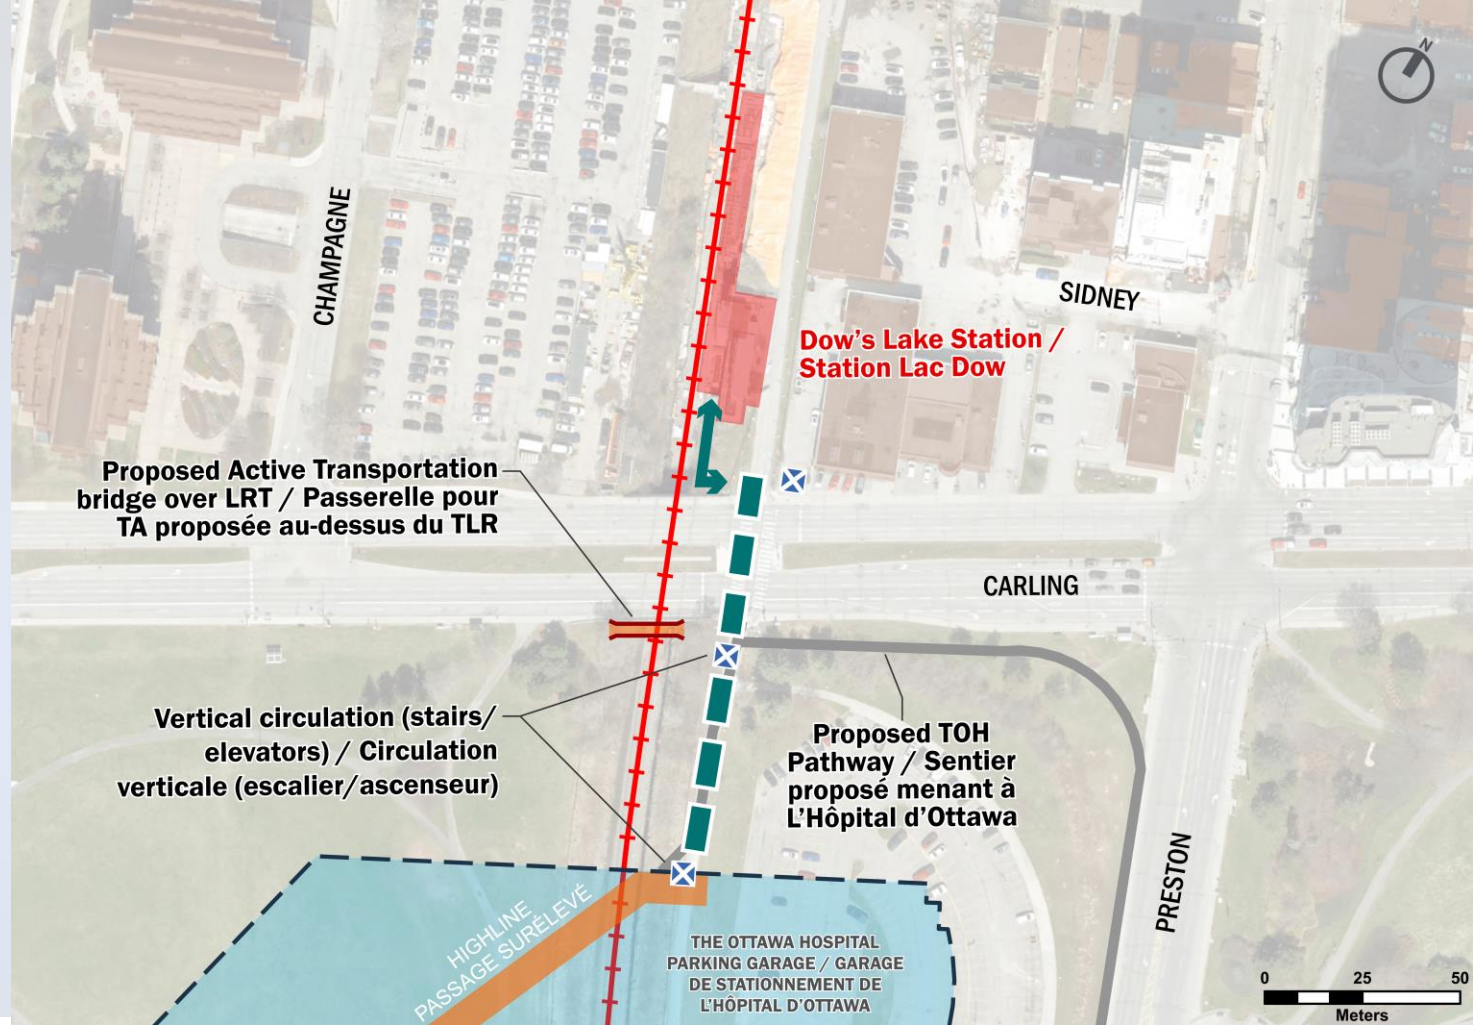 N
CHAMPAGNE
SIDNEY
Dow's Lake Station /
Station Lac Dow
Proposed Active Transportation
bridge over LRT / Passerelle pour
TA proposée au-dessus du TLR
CARLING
Vertical circulation (stairs/
elevators) / Circulation
verticale (escalier/ascenseur)
Proposed TOH
Pathway / Sentier
proposé menant à
L'Hôpital d'Ottawa
PRESTON
HIGHLINE
PASSAGE SURÉLEVÉ
THE OTTAWA HOSPITAL
PARKING GARAGE / GARAGE
DE STATIONNEMENT DE
L'HÔPITAL D'OTTAWA
0 25 50
Meters